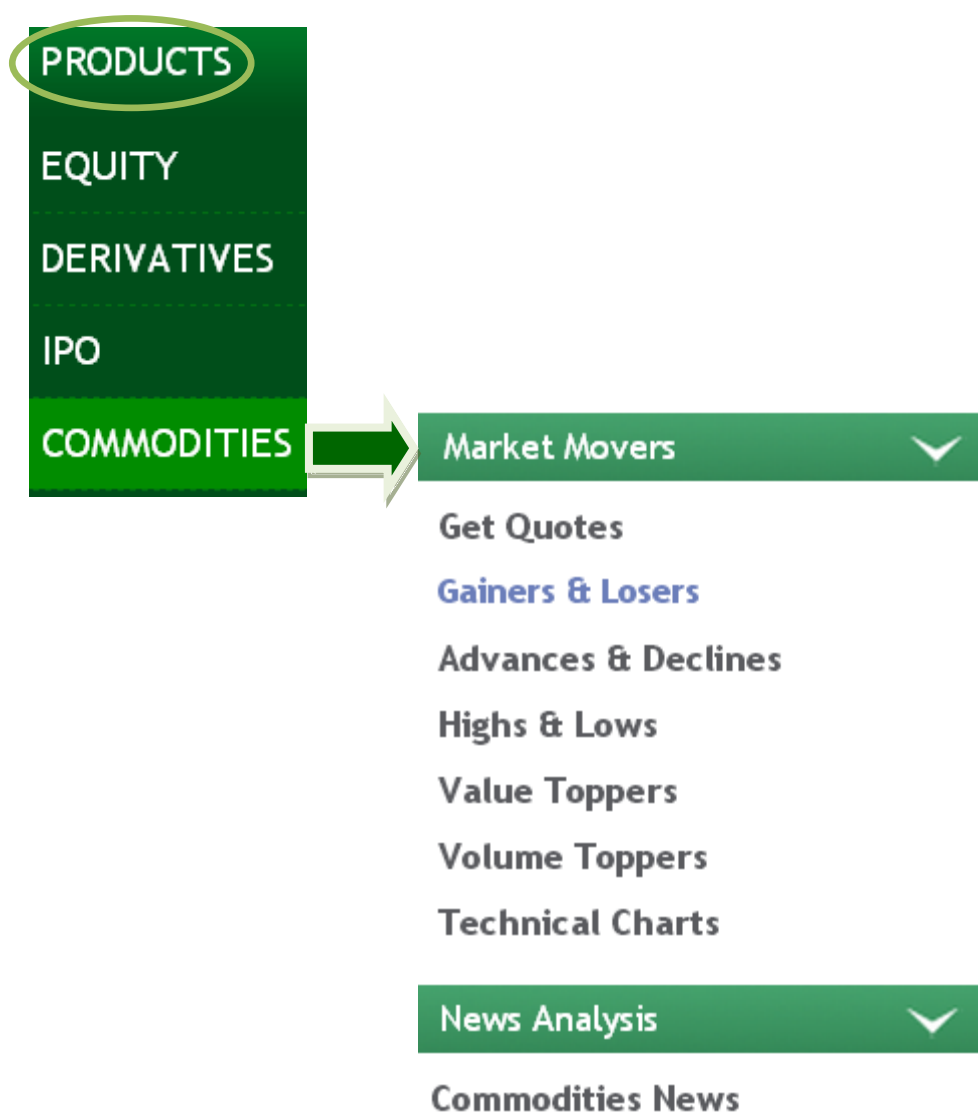 PRODUCTS
EQUITY
DERIVATIVES
IPO
COMMODITIES
Market Movers
Get Quotes
Gainers & Losers
Advances & Declines
Highs & Lows
Value Toppers
Volume Toppers
Technical Charts
News Analysis
Commodities News